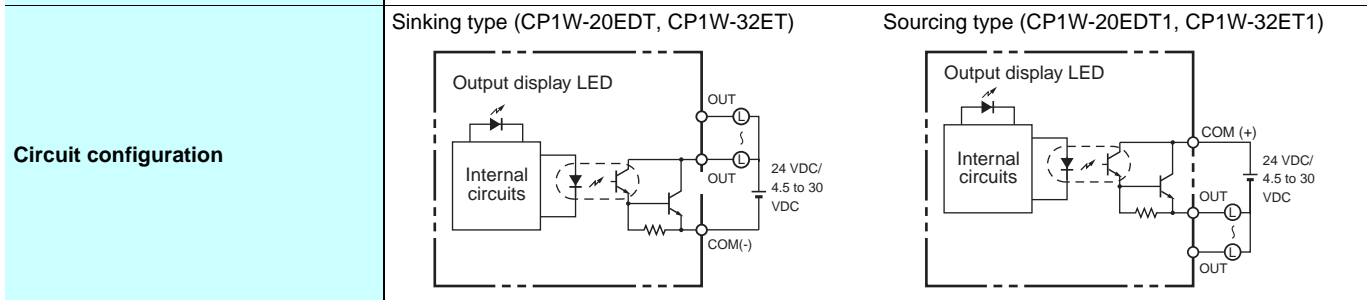 Circuit configuration
Sinking type (CP1W-20EDT, CP1W-32ET)
Output display LED
Internal
circuits
OUT
L
L
OUT
24 VDC/
4.5 to 30
VDC
COM(-)
Sourcing type (CP1W-20EDT1, CP1W-32ET1)
Output display LED
Internal
circuits
COM (+)
24 VDC/
4.5 to 30
VDC
OUT
L
L
OUT